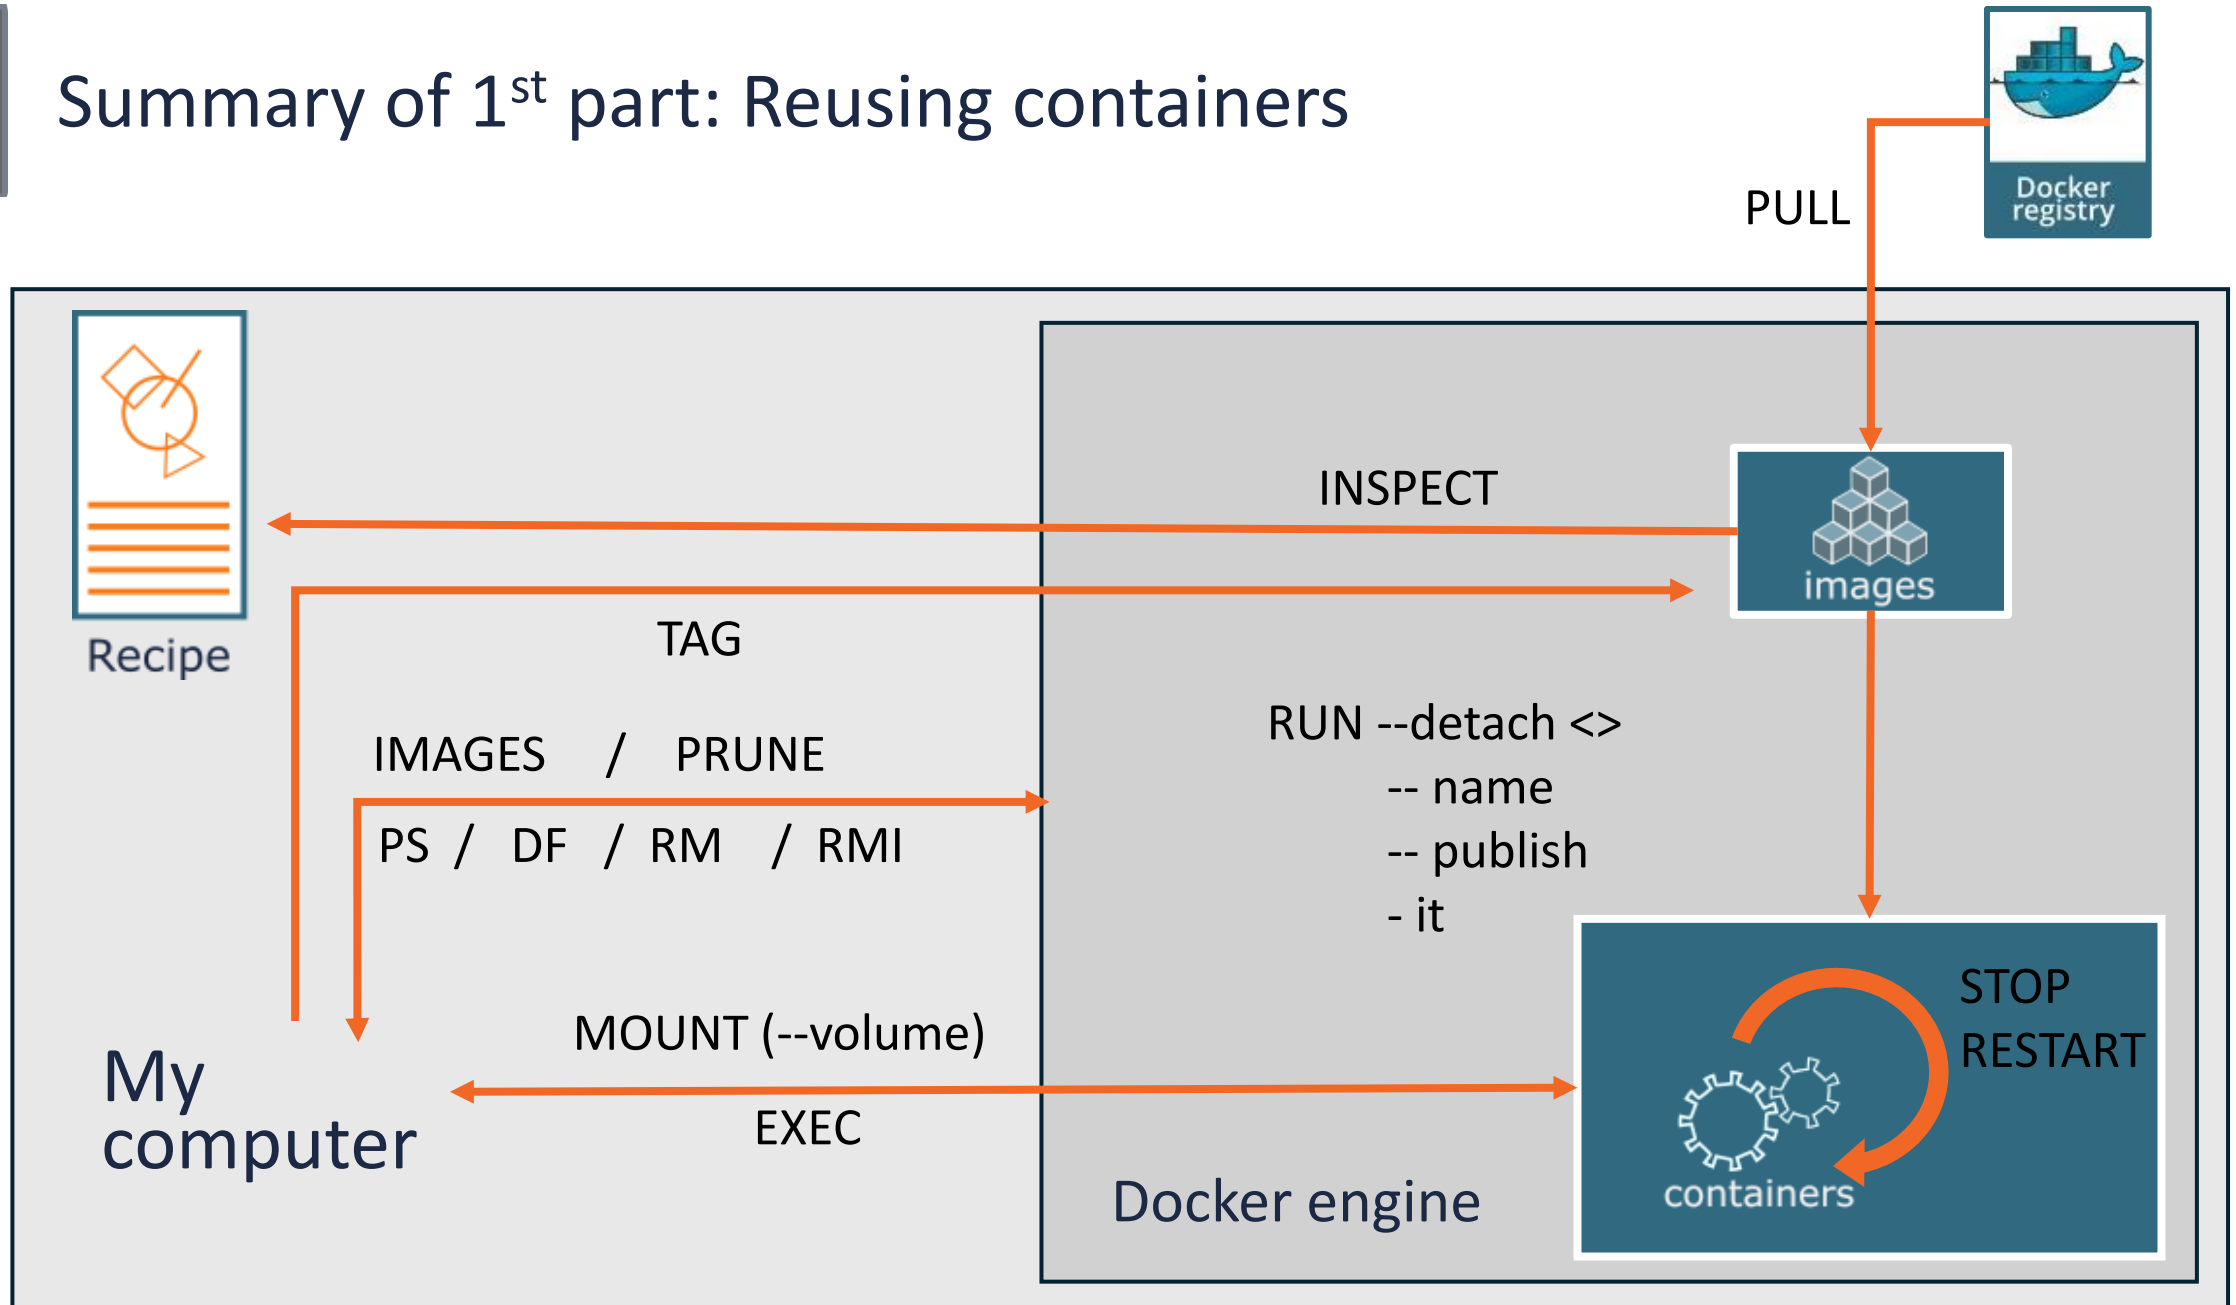 Summary of 1st part: Reusing containers
Docker
registry
PULL
INSPECT
images
TAG
Recipe
RUN --detach <>
-- name
-- publish
- it
IMAGES / PRUNE
PS / DF / RM / RMI
STOP
RESTART
MOUNT (--volume)
My
computer
EXEC
containers
Docker engine